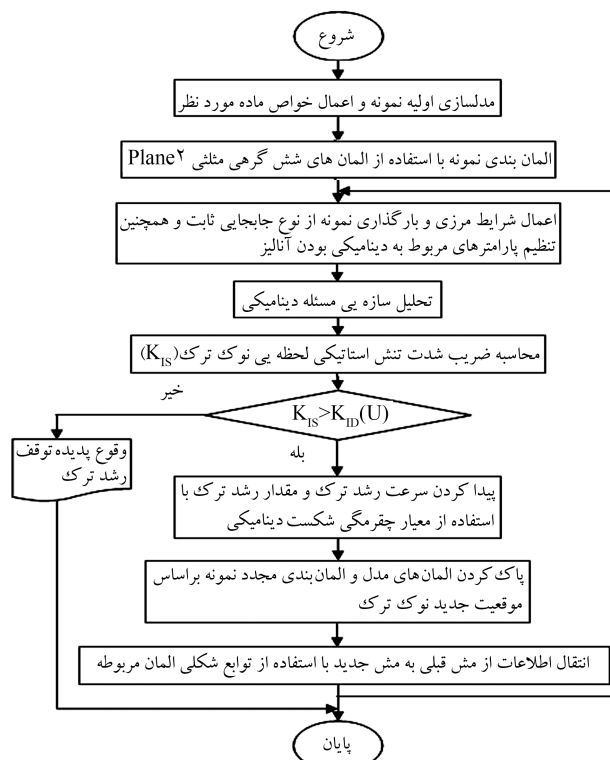 شروع
مدلسازی اولیه نمونه و اعمال خواص ماده مورد نظر
المان بندی نمونه با استفاده از المان های شش گرهی مثلثی Plane۲
اعمال شرایط مرزی و بارگذاری نمونه از نوع جابجایی ثابت و همچنین
تنظیم پارامترهای مربوط به دینامیکی بودن آنالیز
تحلیل سازه یی مسئله دینامیکی
محاسبه ضریب شدت تنش استاتیکی لحظه یی نوک ترک(K_IS)
خیر
K_IS>K_ID(U)
بله
وقوع پدیده توقف
رشد ترک
پیدا کردن سرعت رشد ترک و مقدار رشد ترک با
استفاده از معیار چقرمگی شکست دینامیکی
پاک کردن المان‌های مدل و المان‌بندی مجدد نمونه براساس
موقعیت جدید نوک ترک
انتقال اطلاعات از مش قبلی به مش جدید با استفاده از توابع شکلی المان مربوطه
پایان